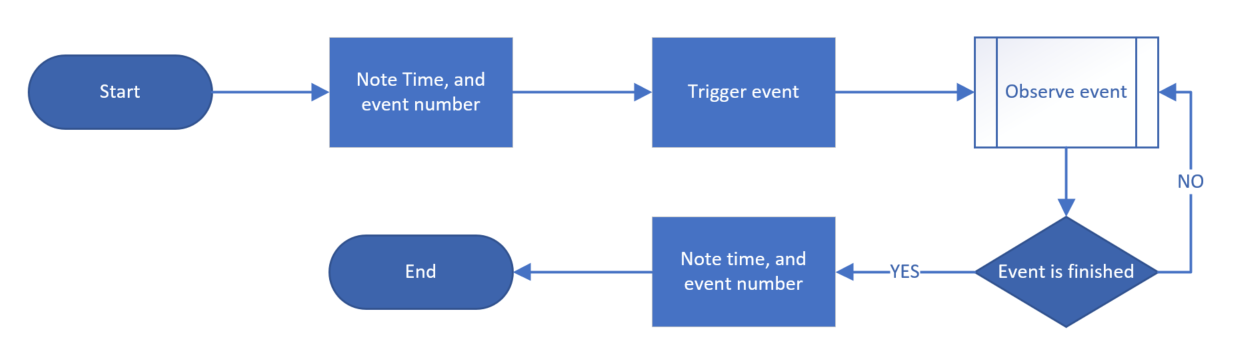 Start
Note Time, and
event number
Trigger event
Observe event
NO
Event is finished
YES
Note time, and
event number
End